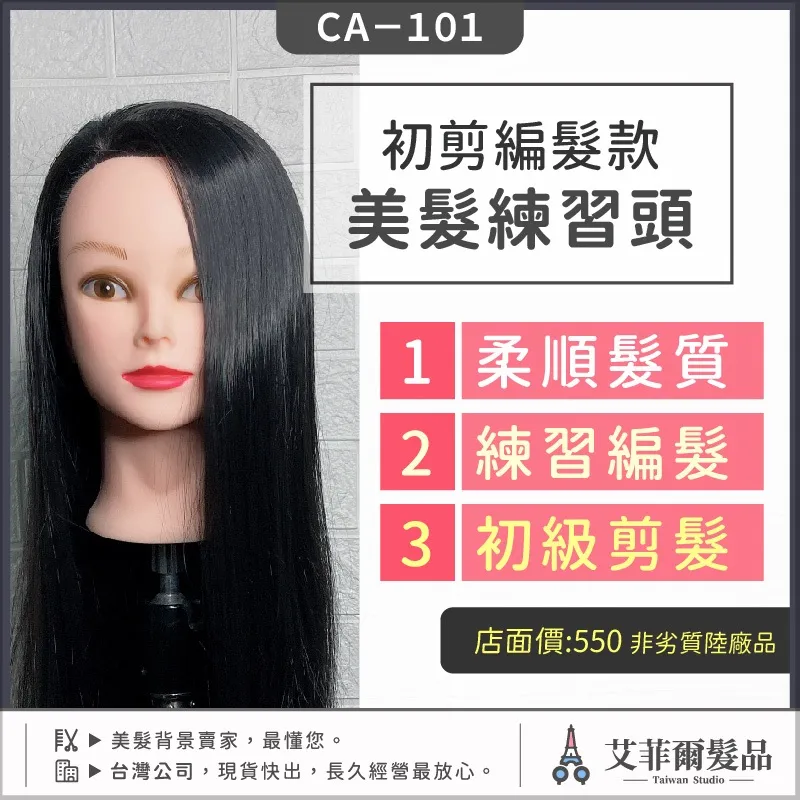 CA-101
初剪編髮款
美髮練習頭
1 柔順髮質
2 練習編髮
3 初級剪髮
店面價:550 非劣質陸廠品
美髮背景賣家，最懂您。
台灣公司，現貨快出，長久經營最放心。
艾菲爾髮品
Taiwan Studio